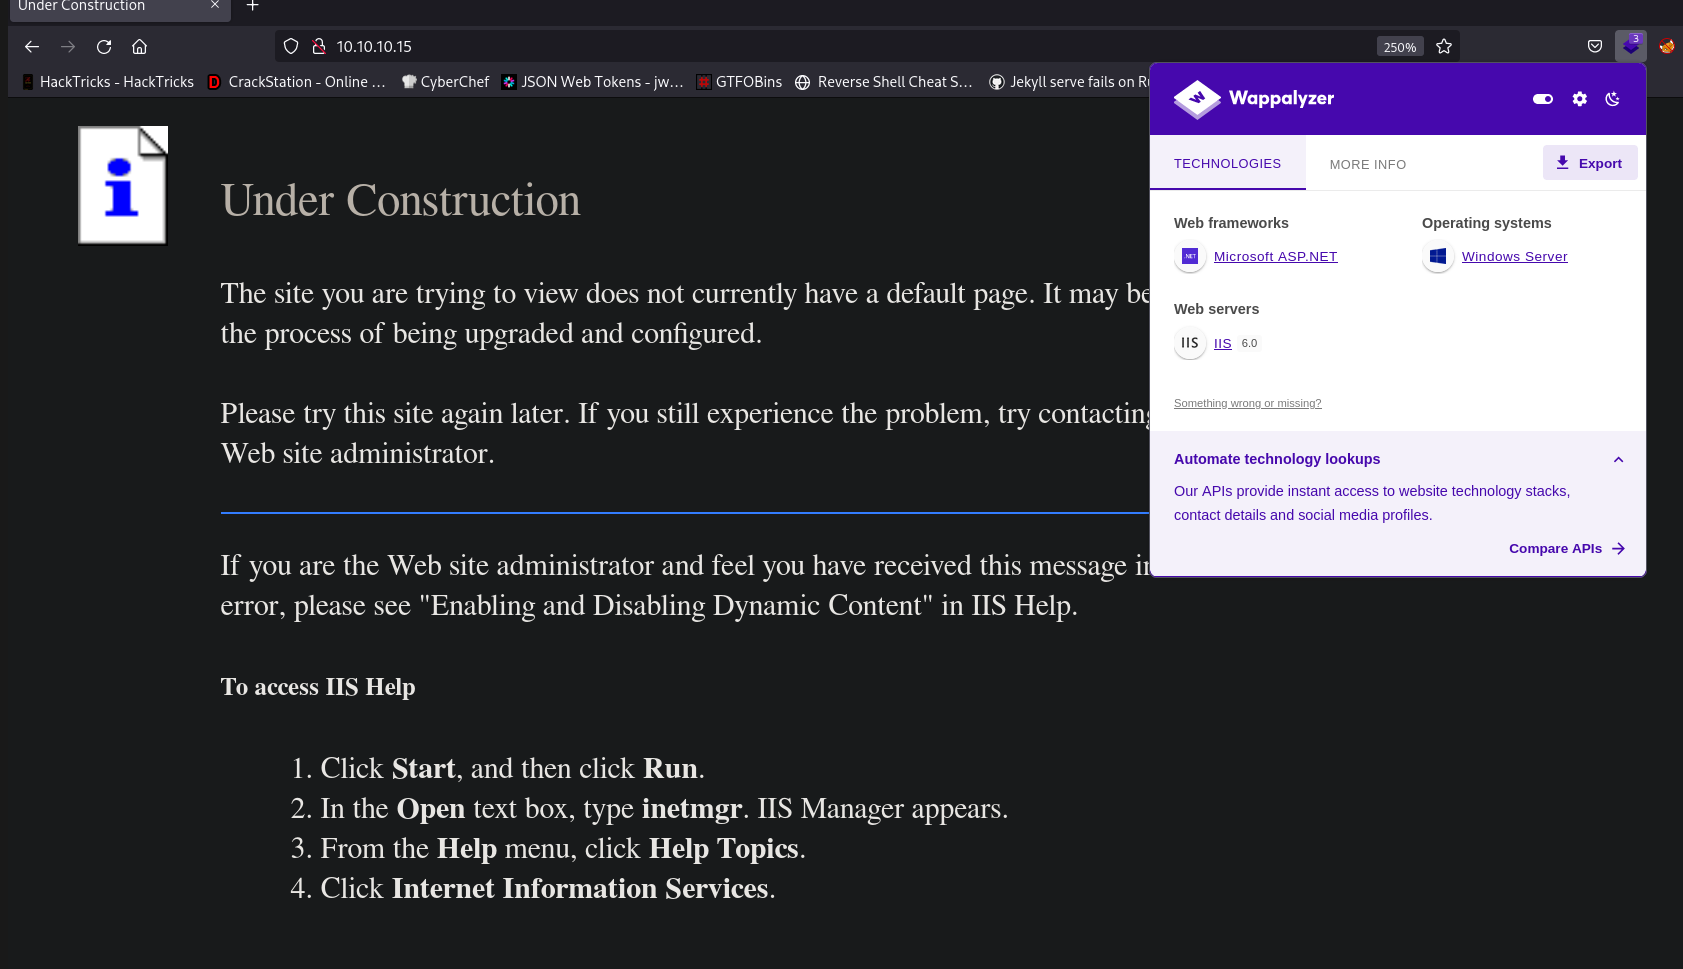 Under Construction
10.10.10.15
250%
3
HackTricks - HackTricks
CrackStation - Online ...
CyberChef
JSON Web Tokens - jw...
GTFOBins
Reverse Shell Cheat S...
Jekyll serve fails on
Wappalyzer
TECHNOLOGIES
MORE INFO
Export
Web frameworks
Operating systems
.NET
Microsoft ASP.NET
Windows Server
Web servers
IIS
IIS
6.0
Something wrong or missing?
Automate technology lookups
Our APIs provide instant access to website technology stacks,
contact details and social media profiles.
Compare APIs
Under Construction
The site you are trying to view does not currently have a default page. It may be
the process of being upgraded and configured.
Please try this site again later. If you still experience the problem, try contacting
Web site administrator.
If you are the Web site administrator and feel you have received this message in
error, please see "Enabling and Disabling Dynamic Content" in IIS Help.
To access IIS Help
1. Click Start, and then click Run.
2. In the Open text box, type inetmgr. IIS Manager appears.
3. From the Help menu, click Help Topics.
4. Click Internet Information Services.